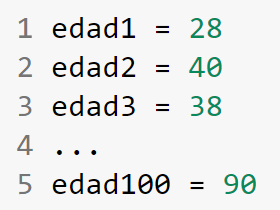 1 edad1 = 28
2 edad2 = 40
3 edad3 = 38
4 ...
5 edad100 = 90